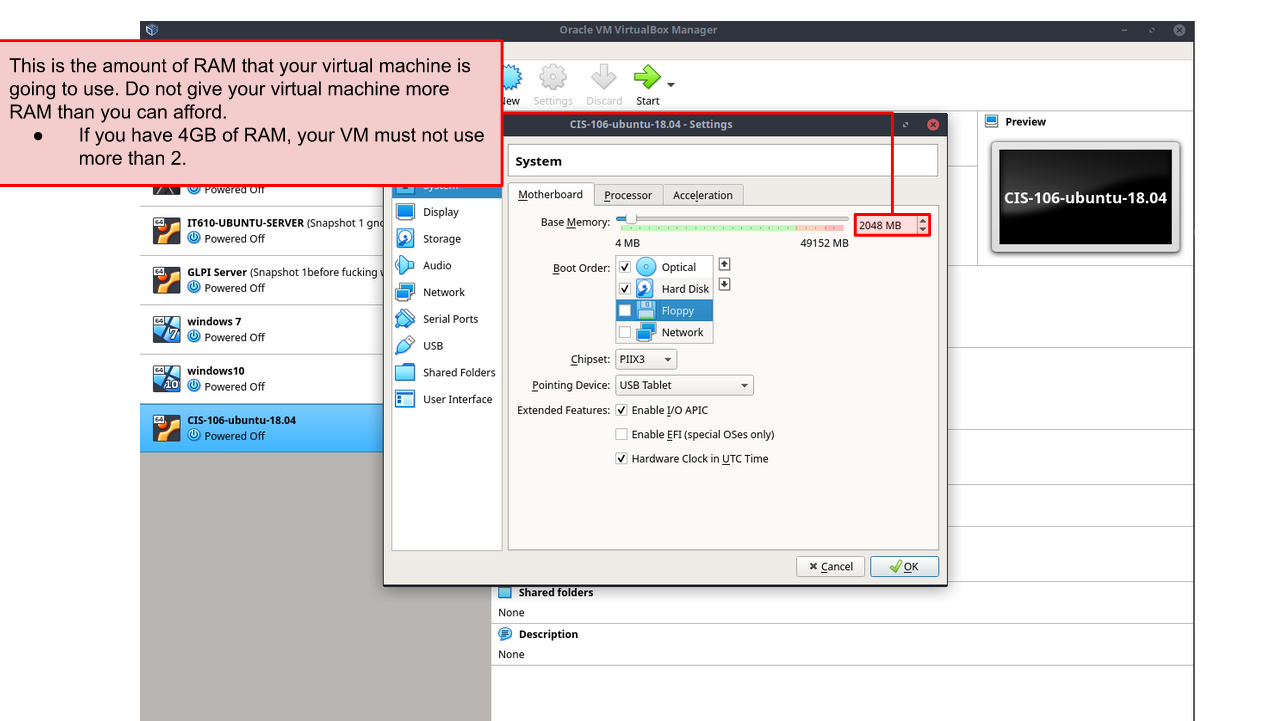 Oracle VM VirtualBox Manager
This is the amount of RAM that your virtual machine is
going to use. Do not give your virtual machine more
RAM than you can afford.
● If you have 4GB of RAM, your VM must not use
more than 2.
Settings
Discard
Start
CIS-106-ubuntu-18.04 - Settings
Preview
CIS-106-ubuntu-18.04
System
Motherboard
Processor
Acceleration
Base Memory:
2048 MB
4 MB
49152 MB
Boot Order:
Optical
Hard Disk
Floppy
Network
Chipset:
PIIX3
Pointing Device:
USB Tablet
Extended Features:
Enable I/O APIC
Enable EFI (special OSes only)
Hardware Clock in UTC Time
Cancel
OK
Display
Storage
Audio
Network
Serial Ports
USB
Shared Folders
User Interface
Powered Off
64
IT610-UBUNTU-SERVER (Snapshot 1
Powered Off
64
GLPI Server (Snapshot 1before fucking
Powered Off
64
windows 7
Powered Off
64
10
windows10
Powered Off
64
CIS-106-ubuntu-18.04
Powered Off
Shared folders
None
Description
None